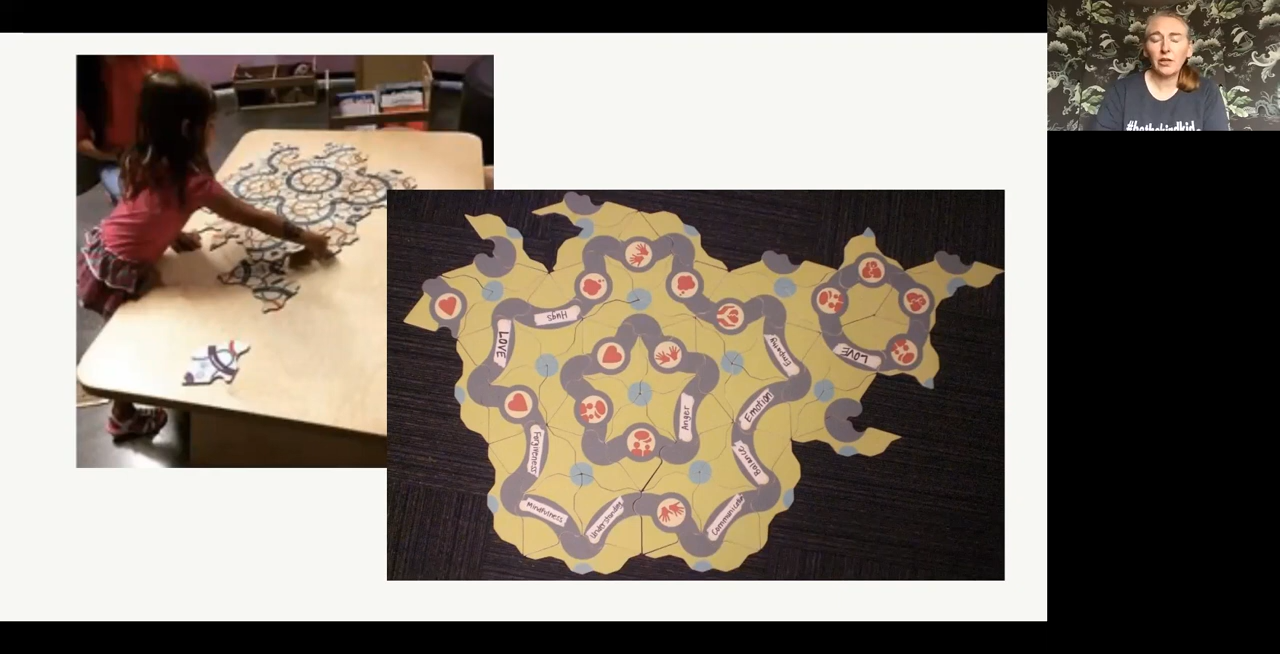 #bethekindkid
Hugs
LOVE
Empathy
LOVE
Anger
Emotion
Forgiveness
Balance
Mindfulness
Understanding
Communicate